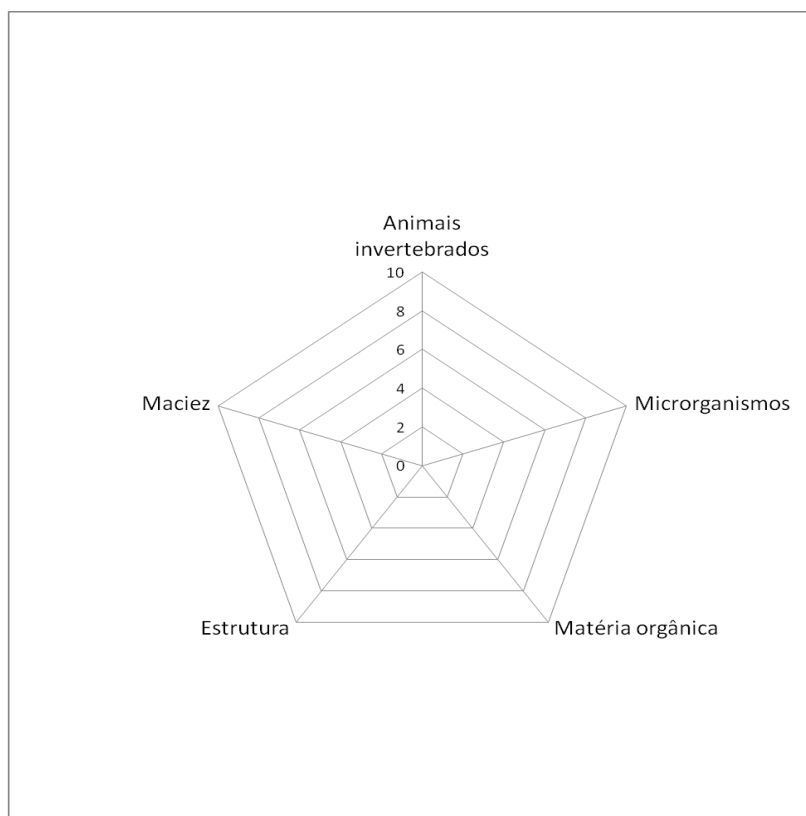 Animais
invertebrados
10
8
6
4
2
0
Maciez
Microrganismos
Estrutura
Matéria orgânica